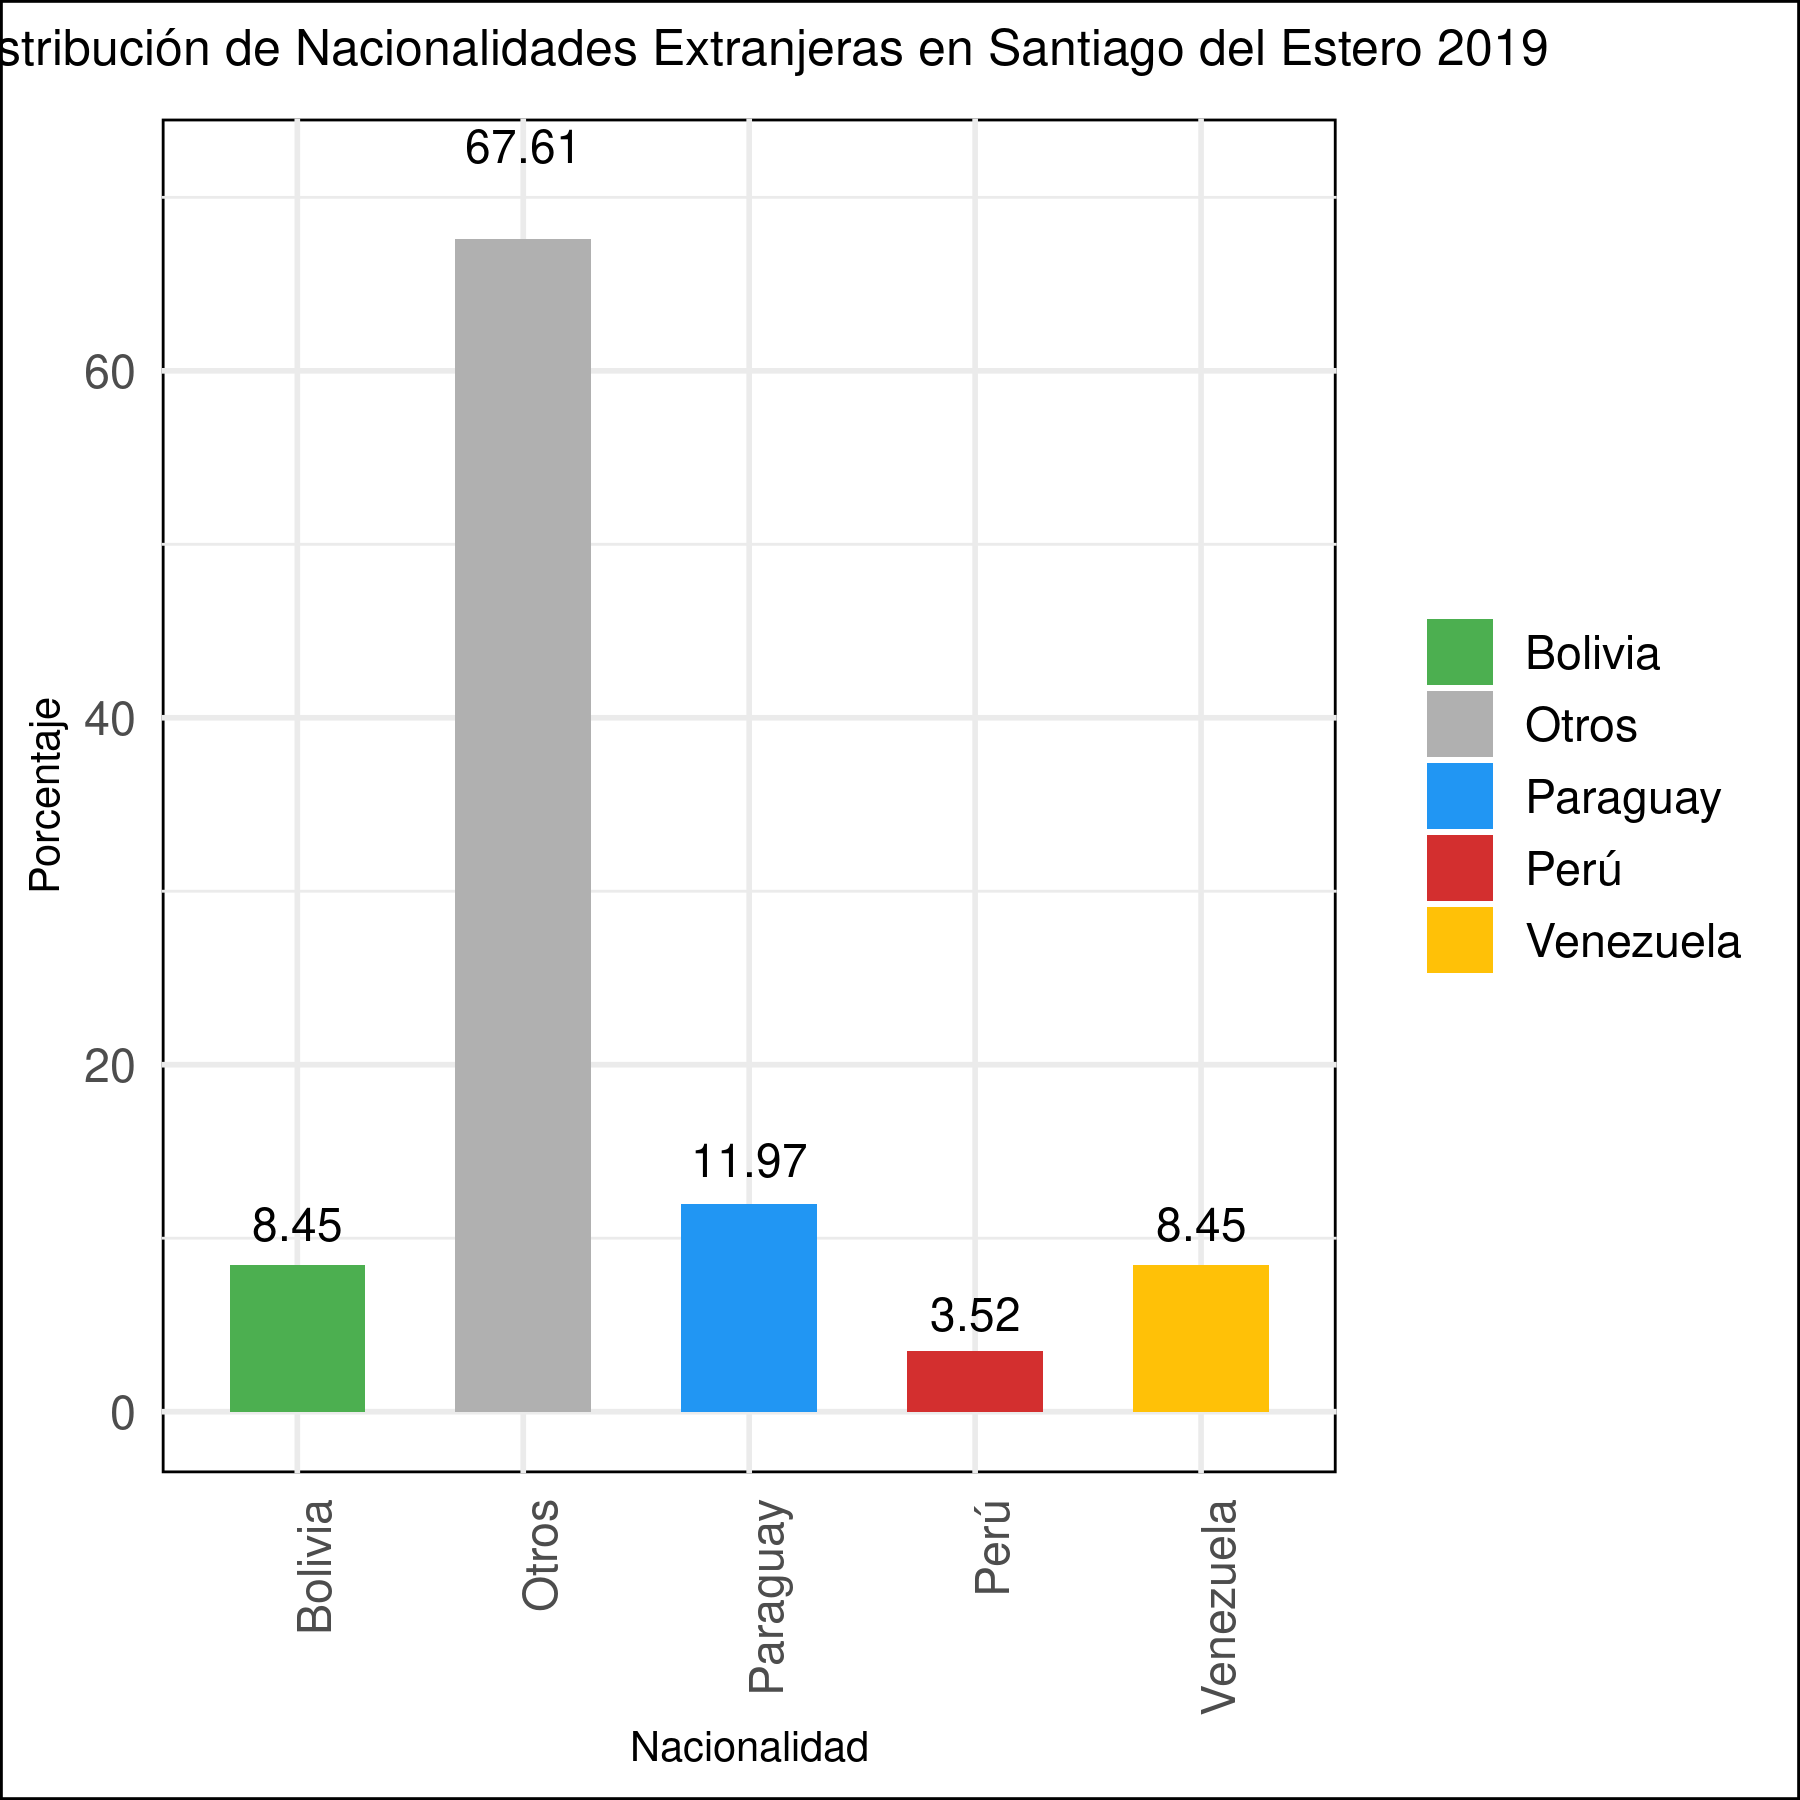 stribución de Nacionalidades Extranjeras en Santiago del Estero 2019
67.61
60
40
20
0
Porcentaje
8.45
11.97
3.52
8.45
Bolivia
Otros
Paraguay
Perú
Venezuela
Nacionalidad
Bolivia
Otros
Paraguay
Perú
Venezuela